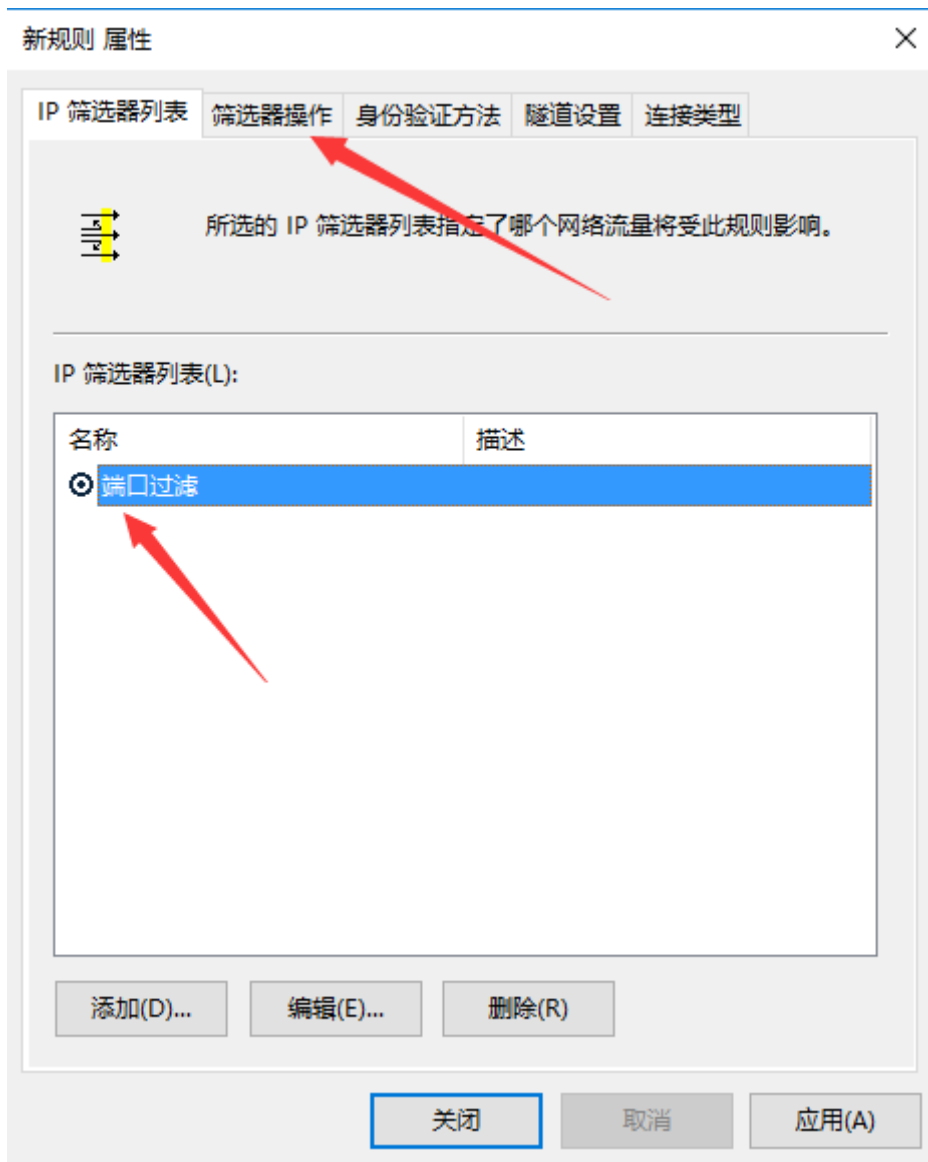 新规则 属性
IP 筛选器列表 筛选器操作 身份验证方法 隧道设置 连接类型
所选的 IP 筛选器列表指定了哪个网络流量将受此规则影响。
IP 筛选器列表(L):
名称 描述
端口过滤
添加(D)... 编辑(E)... 删除(R)
关闭 取消 应用(A)